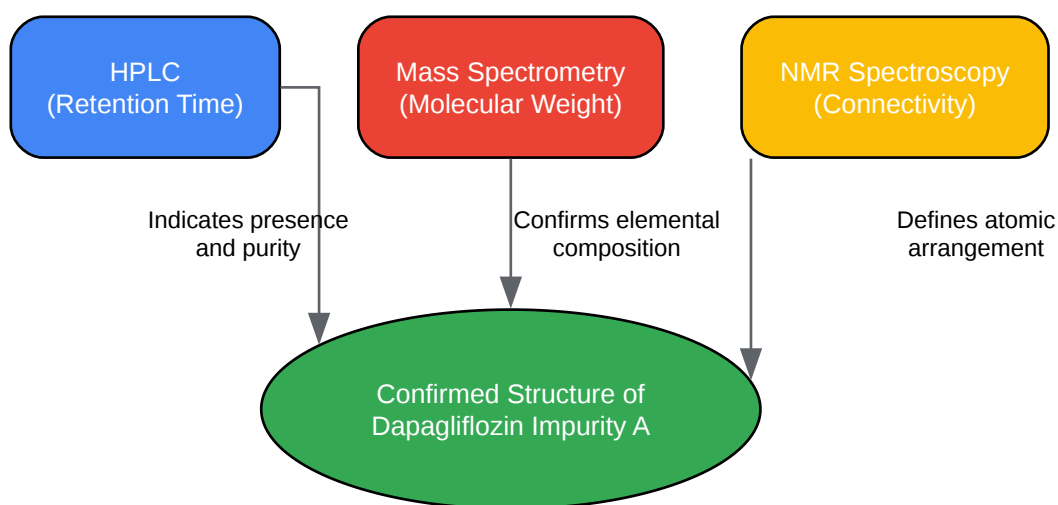 HPLC
(Retention Time)
Mass Spectrometry
(Molecular Weight)
NMR Spectroscopy
(Connectivity)
Indicates presence
and purity
Confirms elemental
composition
Defines atomic
arrangement
Confirmed Structure of
Dapagliflozin Impurity A